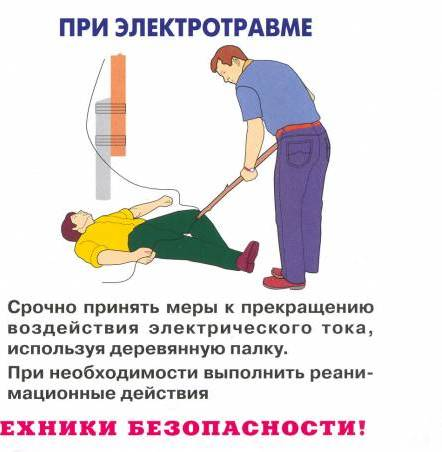 ПРИ ЭЛЕКТРОТРАВМЕ
Срочно принять меры к прекращению
воздействия электрического тока,
используя деревянную палку.
При необходимости выполнить реани-
мационные действия
ЕХНИКИ БЕЗОПАСНОСТИ!